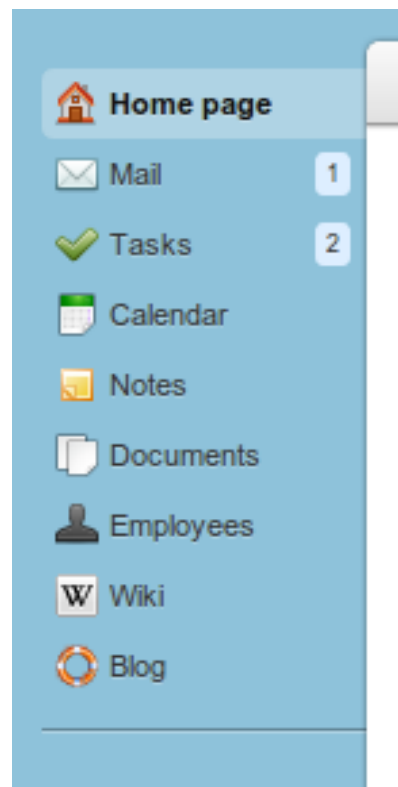 Home page
Mail 1
Tasks 2
Calendar
Notes
Documents
Employees
W Wiki
Blog